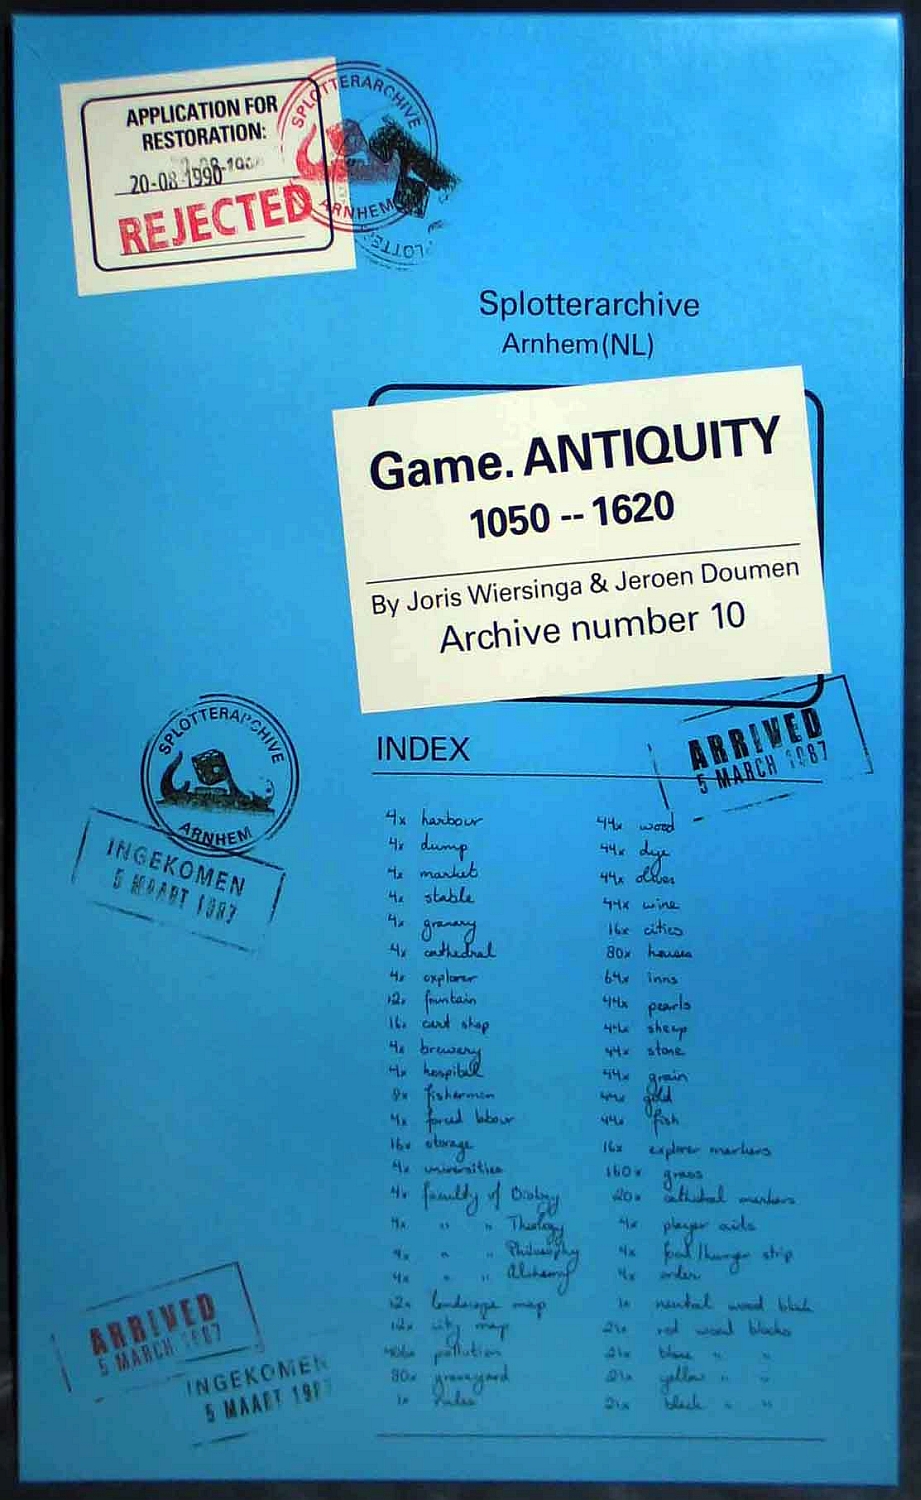 APPLICATION FOR
RESTORATION:
20-08-1990
REJECTED
SPLOTTERARCHIVE
ARNHEM
Splotterarchive
Arnhem (NL)
Game. ANTIQUITY
1050 -- 1620
By Joris Wiersinga & Jeroen Doumen
Archive number 10
ARRIVED
5 MARCH 1987
SPLOTTERARCHIVE
ARNHEM
INGEKOMEN
5 MAART 1987
INDEX
4x harbour
4x dump
4x market
4x stable
4x granary
4x cathedral
4x explorer
12x fountain
16x cart shop
4x brewery
4x hospital
8x fishermen
4x forced labour
16x storage
4x universities
4x faculty of Biology
4x " " Theology
4x " " Philosophy
4x " " Alchemy
12x landscape map
12x city map
pollution
80x graveyard
1x rules
44x wood
44x dye
44x olives
44x wine
16x cities
80x houses
64x inns
44x pearls
44x sheep
44x stone
44x grain
44x gold
44x fish
16x explorer markers
160x grass
20x cathedral markers
4x player aids
4x food/hunger strip
4x order
1x neutral wood block
21x red wood blocks
21x blue " "
21x yellow " "
21x black " "
ARRIVED
5 MARCH 1987
INGEKOMEN
5 MAART 1987